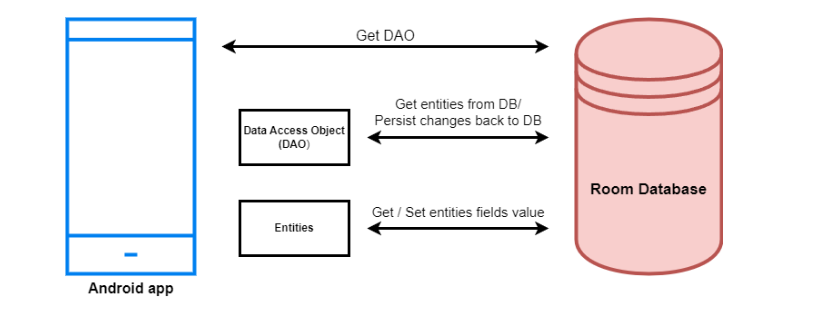 Get DAO
Get entities from DB/
Persist changes back to DB
Data Access Object
(DAO)
Room Database
Get / Set entities fields value
Entities
Android app